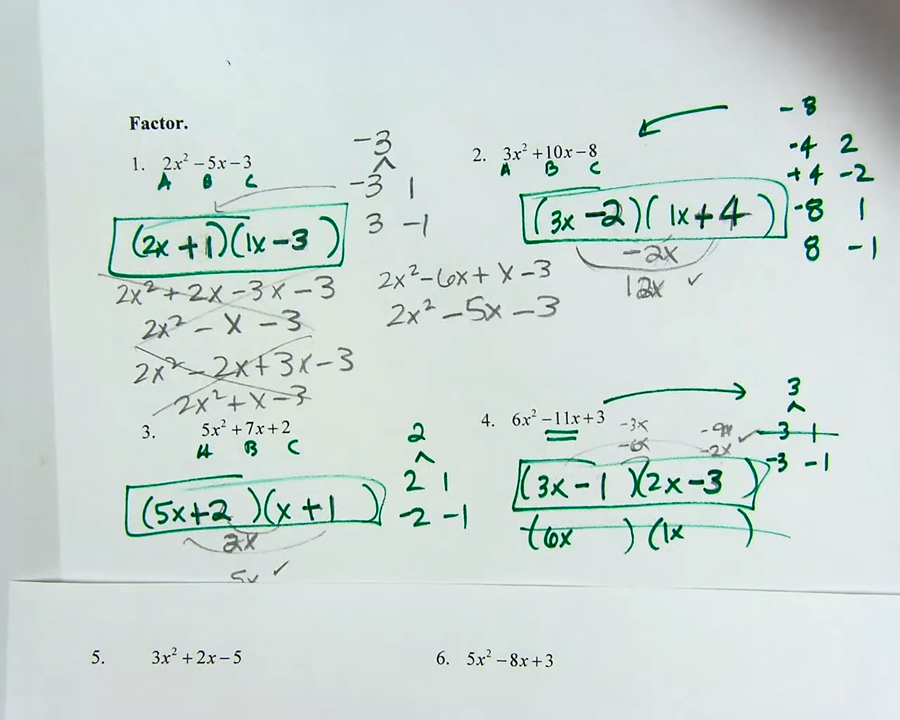 Factor.
1. 2x² − 5x − 3
A B C
−3
−3 1
3 −1
(2x + 1)(1x − 3)
2x² + 2x − 3x − 3
2x² − x − 3
2x² − 2x + 3x − 3
2x² + x − 3
2x² − 6x + x − 3
2x² − 5x − 3
2. 3x² + 10x − 8
A B C
− 8
−4 2
+4 −2
−8 1
8 −1
(3x − 2)(1x + 4)
−2x
12x ✓
3. 5x² + 7x + 2
A B C
2
2 1
−2 −1
(5x + 2)(x + 1)
2x
5x ✓
4. 6x² − 11x + 3
−3x −9x
−6x −2x ✓
3
3 1
−3 −1
(3x − 1)(2x − 3)
(6x )(1x )
5. 3x² + 2x − 5
6. 5x² − 8x + 3